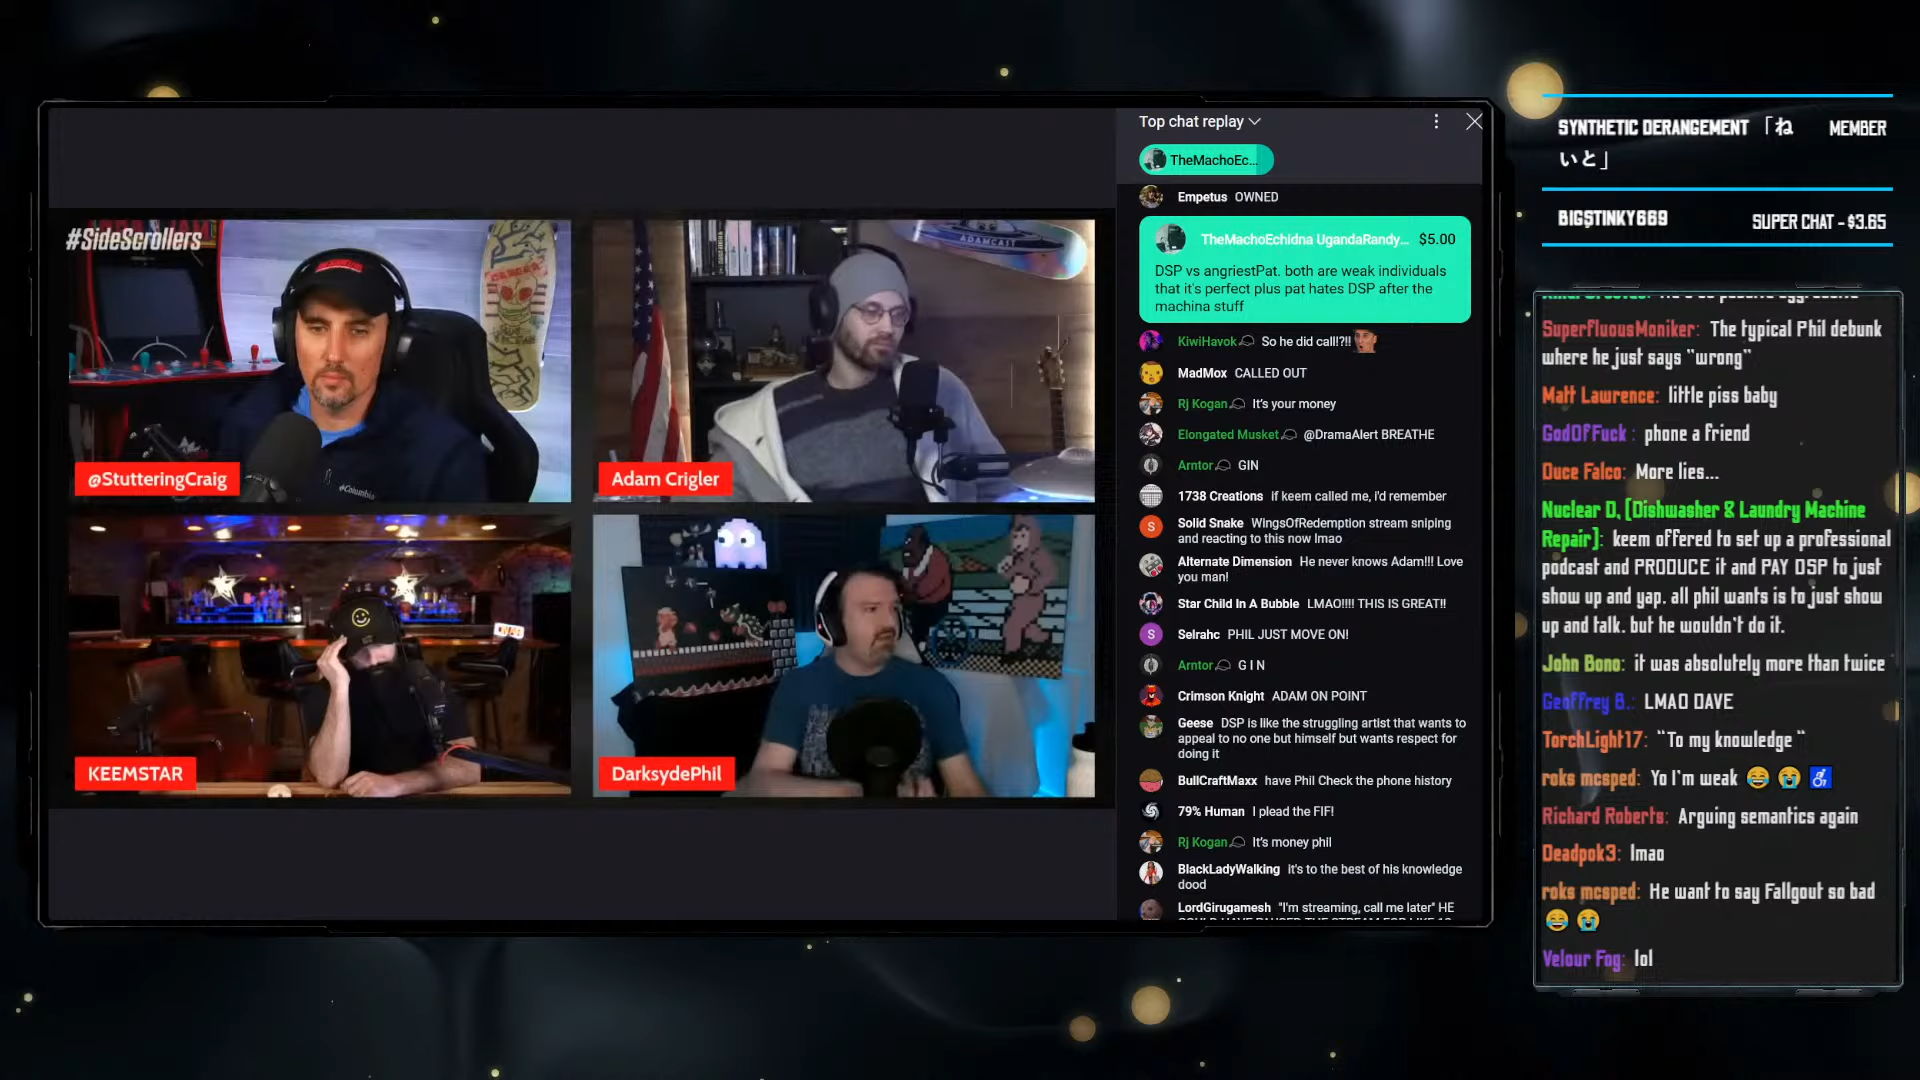 #SideScrollers
ADAMCAST
@StutteringCraig
Adam Crigler
ON AIR
KEEMSTAR
DarksydePhil
Top chat replay
TheMachoEc...
Empetus OWNED
TheMachoEchidna UgandaRandy... $5.00
DSP vs angriestPat. both are weak individuals
that it's perfect plus pat hates DSP after the
machina stuff
KiwiHavok So he did call!?!!
MadMox CALLED OUT
Rj Kogan It's your money
Elongated Musket @DramaAlert BREATHE
Arntor GIN
1738 Creations if keem called me, i'd remember
S
Solid Snake WingsOfRedemption stream sniping
and reacting to this now lmao
Alternate Dimension He never knows Adam!!! Love
you man!
Star Child In A Bubble LMAO!!!! THIS IS GREAT!!
S
Selrahc PHIL JUST MOVE ON!
Arntor G I N
Crimson Knight ADAM ON POINT
Geese DSP is like the struggling artist that wants to
appeal to no one but himself but wants respect for
doing it
BullCraftMaxx have Phil Check the phone history
79% Human I plead the FIF!
Rj Kogan It's money phil
BlackLadyWalking it's to the best of his knowledge
dood
LordGirugamesh "I'm streaming, call me later" HE
SYNTHETIC DERANGEMENT「ね MEMBER
いと」
BIG$TINKY669 SUPER CHAT - $3.65
SuperfluousMoniker: The typical Phil debunk
where he just says "wrong"
Matt Lawrence: little piss baby
GodOfFuck : phone a friend
Duce Falco: More lies...
Nuclear D, [Dishwasher & Laundry Machine
Repair]: keem offered to set up a professional
podcast and PRODUCE it and PAY DSP to just
show up and yap. all phil wants is to just show
up and talk. but he wouldn't do it.
John Bono: it was absolutely more than twice
Geoffrey B.: LMAO DAVE
TorchLight17: "To my knowledge "
roks mcsped: Yo I'm weak 😂 😭 ♿
Richard Roberts: Arguing semantics again
Deadpok3: lmao
roks mcsped: He want to say Fallgout so bad
😂 😭
Velour Fog: lol